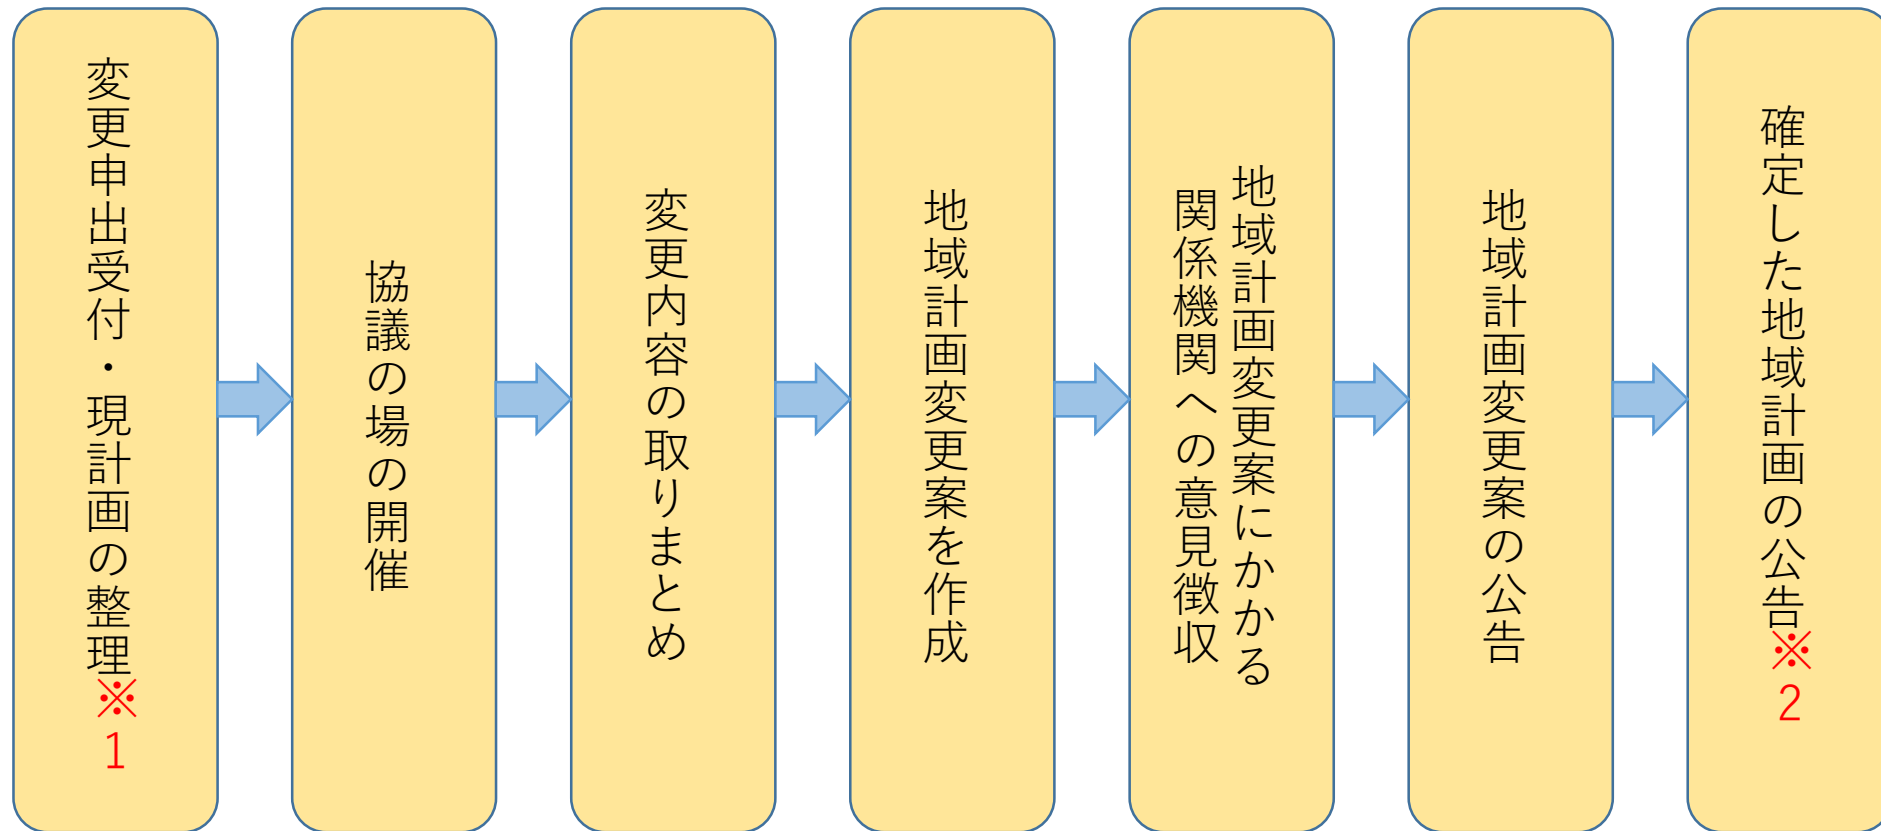 変更申出受付・現計画の整理※1
協議の場の開催
変更内容の取りまとめ
地域計画変更案を作成
地域計画変更案にかかる
関係機関への意見徴収
地域計画変更案の公告
確定した地域計画の公告※2